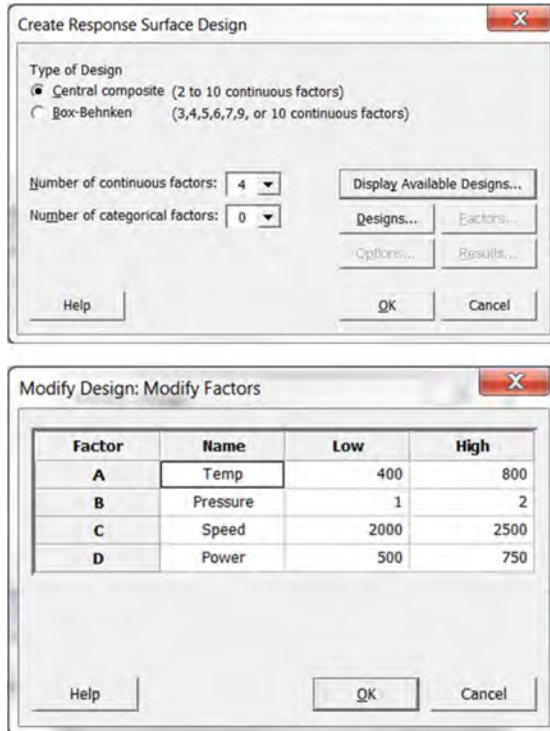 Create Response Surface Design
X
Type of Design
Central composite (2 to 10 continuous factors)
Box-Behnken (3,4,5,6,7,9, or 10 continuous factors)
Number of continuous factors: 4 Display Available Designs...
Number of categorical factors: 0 Designs... Factors...
Options... Results...
Help OK Cancel
Modify Design: Modify Factors
X
Factor Name Low High
A Temp 400 800
B Pressure 1 2
C Speed 2000 2500
D Power 500 750
Help OK Cancel